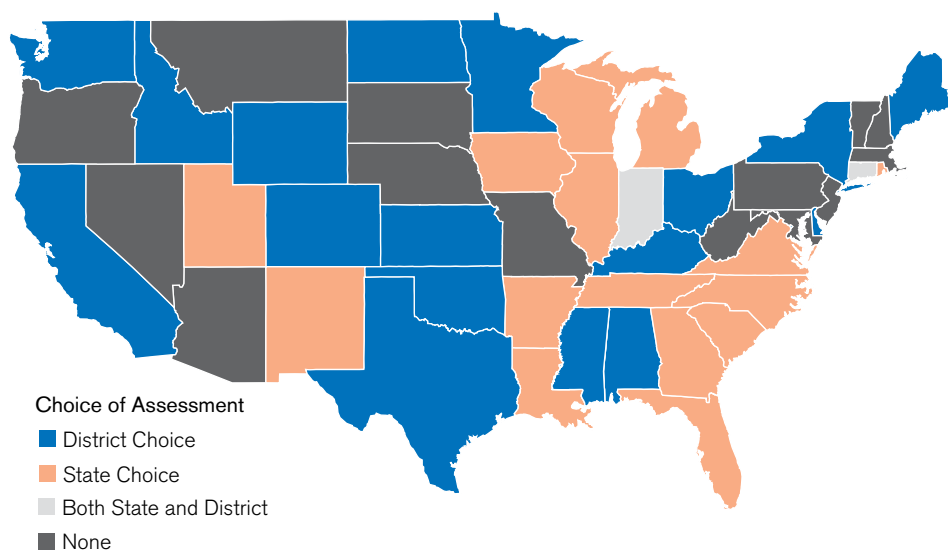 Choice of Assessment
District Choice
State Choice
Both State and District
None